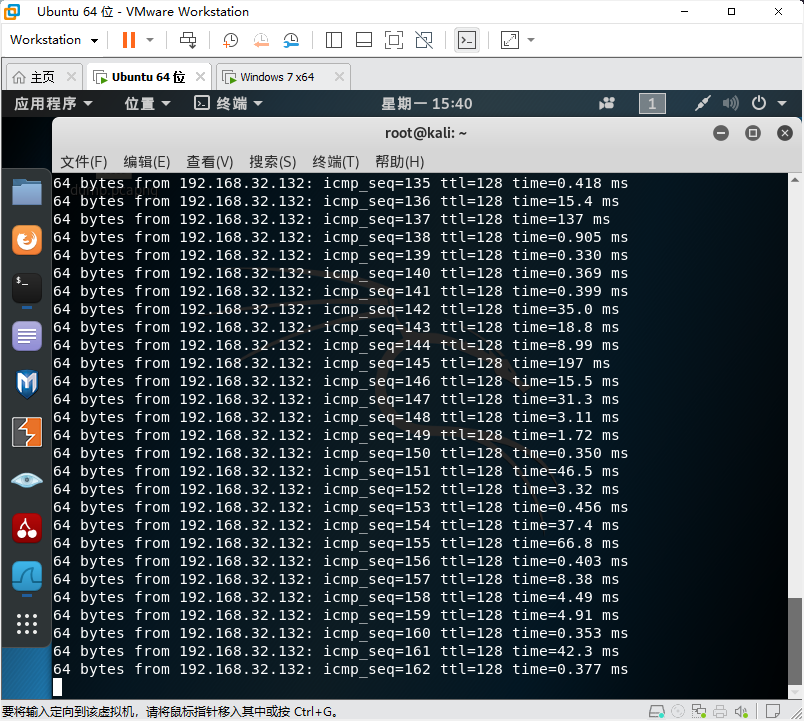 Ubuntu 64 位 - VMware Workstation
Workstation
主页
Ubuntu 64 位
Windows 7 x64
应用程序 位置 终端 星期一 15:40 1
root@kali: ~
文件(F) 编辑(E) 查看(V) 搜索(S) 终端(T) 帮助(H)
64 bytes from 192.168.32.132: icmp_seq=135 ttl=128 time=0.418 ms
64 bytes from 192.168.32.132: icmp_seq=136 ttl=128 time=15.4 ms
64 bytes from 192.168.32.132: icmp_seq=137 ttl=128 time=137 ms
64 bytes from 192.168.32.132: icmp_seq=138 ttl=128 time=0.905 ms
64 bytes from 192.168.32.132: icmp_seq=139 ttl=128 time=0.330 ms
64 bytes from 192.168.32.132: icmp_seq=140 ttl=128 time=0.369 ms
64 bytes from 192.168.32.132: icmp_seq=141 ttl=128 time=0.399 ms
64 bytes from 192.168.32.132: icmp_seq=142 ttl=128 time=35.0 ms
64 bytes from 192.168.32.132: icmp_seq=143 ttl=128 time=18.8 ms
64 bytes from 192.168.32.132: icmp_seq=144 ttl=128 time=8.99 ms
64 bytes from 192.168.32.132: icmp_seq=145 ttl=128 time=197 ms
64 bytes from 192.168.32.132: icmp_seq=146 ttl=128 time=15.5 ms
64 bytes from 192.168.32.132: icmp_seq=147 ttl=128 time=31.3 ms
64 bytes from 192.168.32.132: icmp_seq=148 ttl=128 time=3.11 ms
64 bytes from 192.168.32.132: icmp_seq=149 ttl=128 time=1.72 ms
64 bytes from 192.168.32.132: icmp_seq=150 ttl=128 time=0.350 ms
64 bytes from 192.168.32.132: icmp_seq=151 ttl=128 time=46.5 ms
64 bytes from 192.168.32.132: icmp_seq=152 ttl=128 time=3.32 ms
64 bytes from 192.168.32.132: icmp_seq=153 ttl=128 time=0.456 ms
64 bytes from 192.168.32.132: icmp_seq=154 ttl=128 time=37.4 ms
64 bytes from 192.168.32.132: icmp_seq=155 ttl=128 time=66.8 ms
64 bytes from 192.168.32.132: icmp_seq=156 ttl=128 time=0.403 ms
64 bytes from 192.168.32.132: icmp_seq=157 ttl=128 time=8.38 ms
64 bytes from 192.168.32.132: icmp_seq=158 ttl=128 time=4.49 ms
64 bytes from 192.168.32.132: icmp_seq=159 ttl=128 time=4.91 ms
64 bytes from 192.168.32.132: icmp_seq=160 ttl=128 time=0.353 ms
64 bytes from 192.168.32.132: icmp_seq=161 ttl=128 time=42.3 ms
64 bytes from 192.168.32.132: icmp_seq=162 ttl=128 time=0.377 ms
要将输入定向到该虚拟机，请将鼠标指针移入其中或按 Ctrl+G。